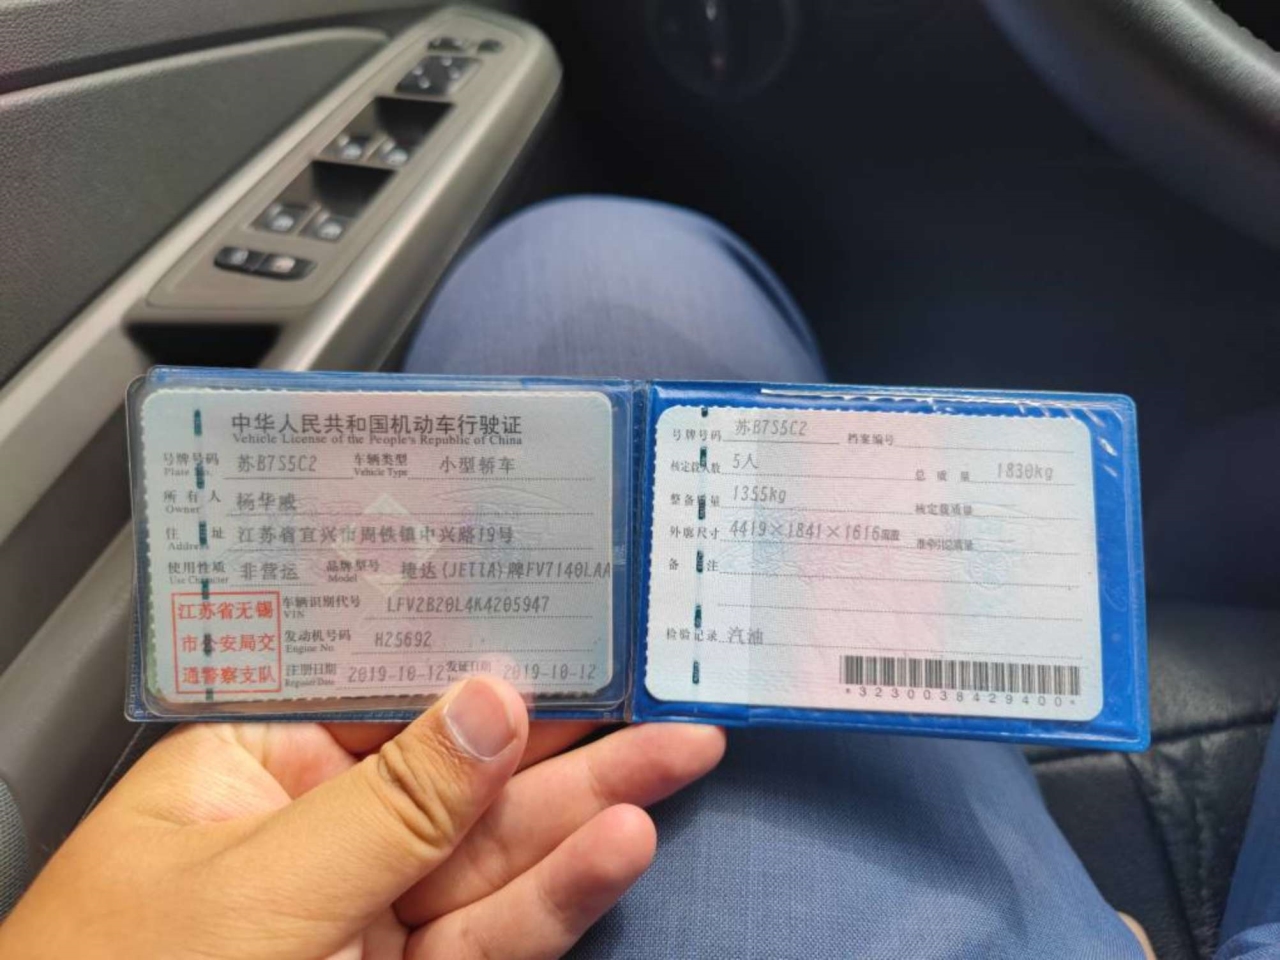 中华人民共和国机动车行驶证
Vehicle License of the People's Republic of China
号牌号码 苏B7S5C2 车辆类型 小型轿车
Plate No. Vehicle Type
所有人 杨华威
Owner
住址 江苏省宜兴市周铁镇中兴路19号
Address
使用性质 非营运 品牌型号 捷达(JETTA)牌FV7140LAA
Use Character Model
江苏省无锡
市公安局交
通警察支队
车辆识别代号 LFV2B20L4K4205947
VIN
发动机号码 H25692
Engine No
注册日期 2019-10-12 发证日期 2019-10-12
Register Date
号牌号码 苏B7S5C2 档案编号
核定载人数 5人 总质量 1830kg
整备质量 1355kg 核定载质量
外廓尺寸 4419×1841×1616mm 准牵引总质量
备注
检验记录 汽油
*3230038429400*